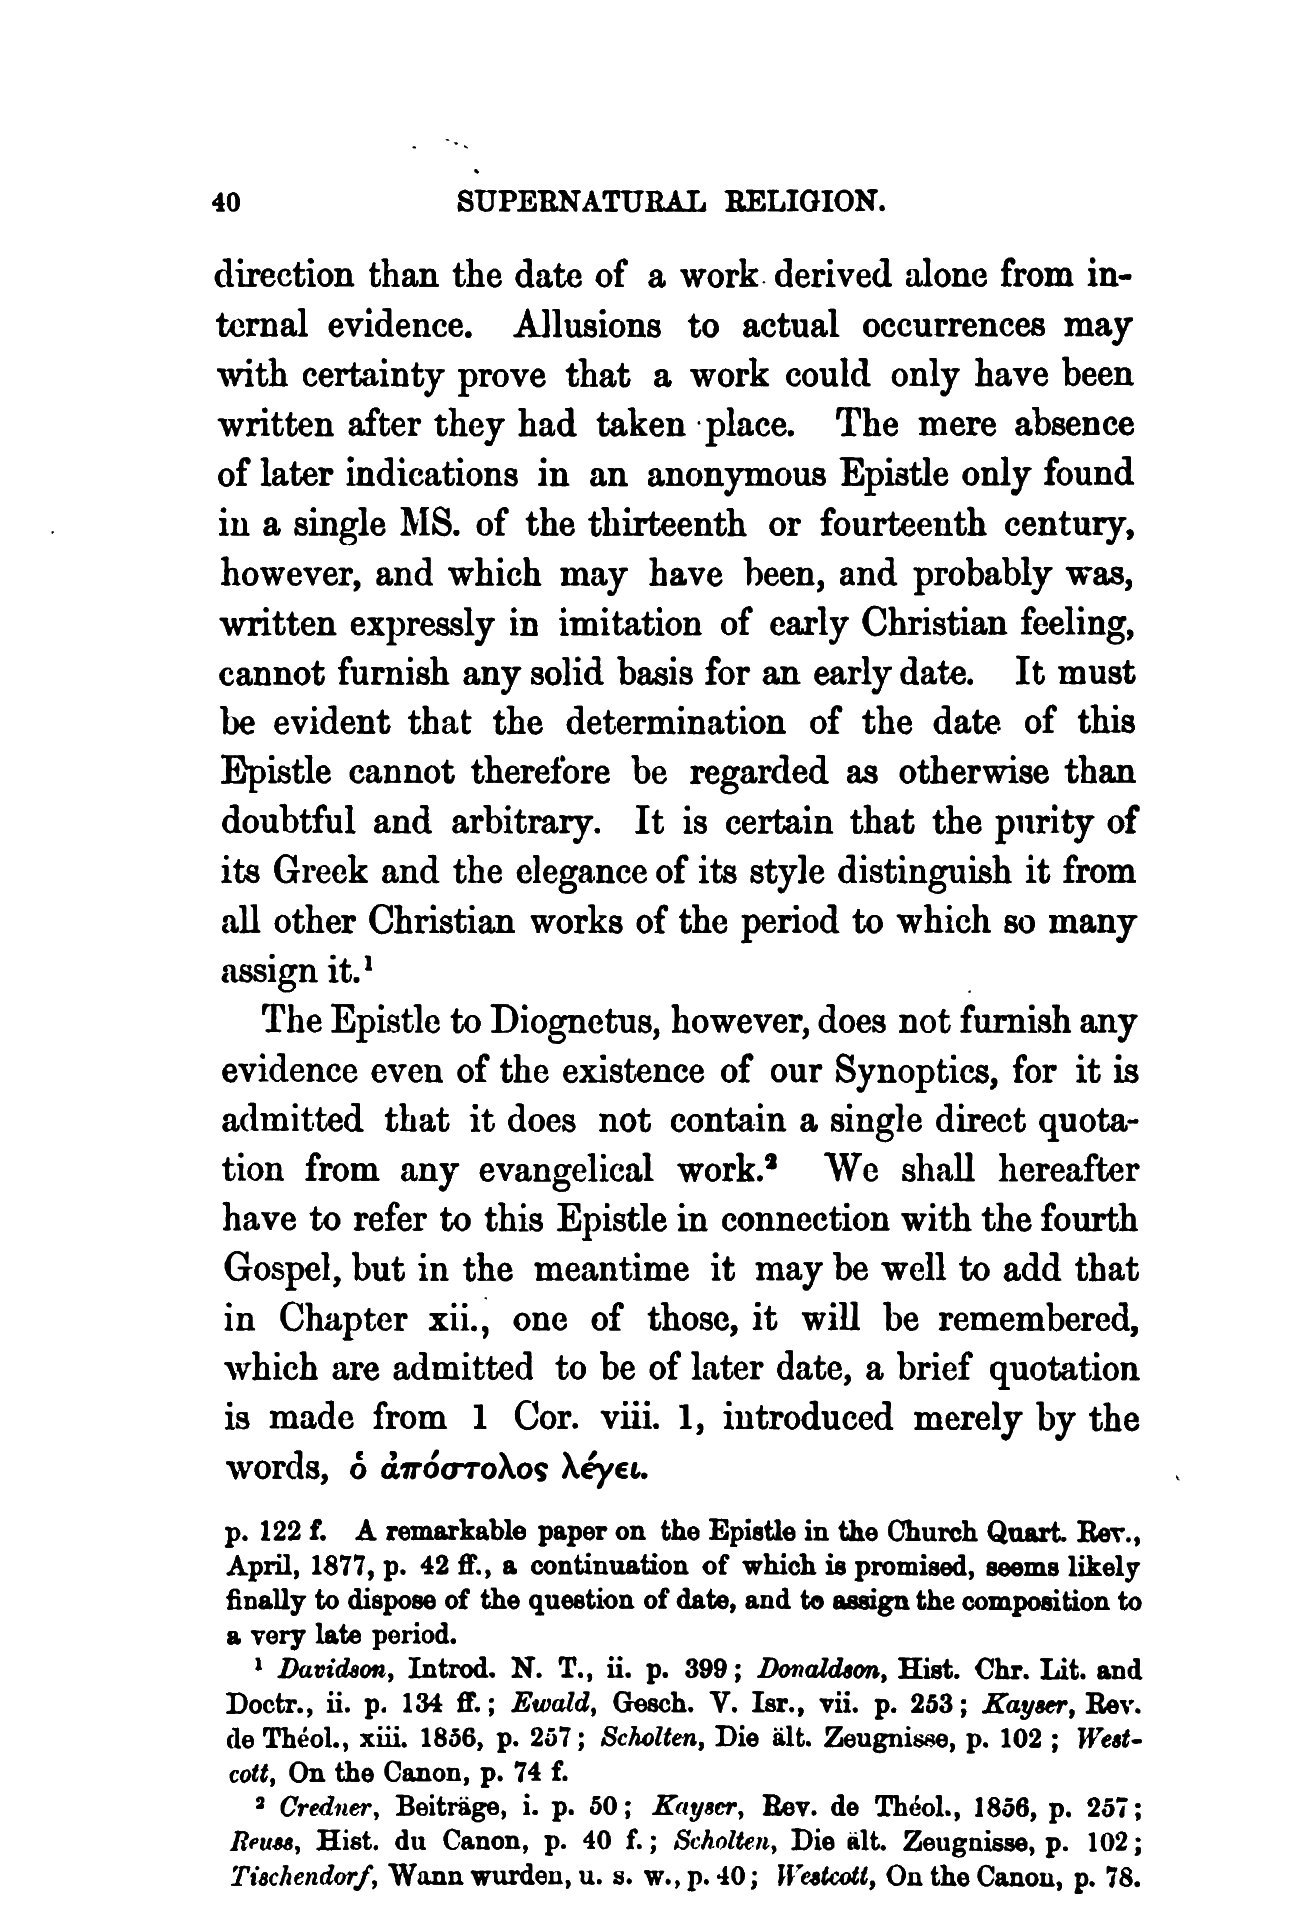 40 SUPERNATURAL RELIGION.
direction than the date of a work derived alone from in-
ternal evidence. Allusions to actual occurrences may
with certainty prove that a work could only have been
written after they had taken place. The mere absence
of later indications in an anonymous Epistle only found
in a single MS. of the thirteenth or fourteenth century,
however, and which may have been, and probably was,
written expressly in imitation of early Christian feeling,
cannot furnish any solid basis for an early date. It must
be evident that the determination of the date of this
Epistle cannot therefore be regarded as otherwise than
doubtful and arbitrary. It is certain that the purity of
its Greek and the elegance of its style distinguish it from
all other Christian works of the period to which so many
assign it.¹
The Epistle to Diognetus, however, does not furnish any
evidence even of the existence of our Synoptics, for it is
admitted that it does not contain a single direct quota-
tion from any evangelical work.² We shall hereafter
have to refer to this Epistle in connection with the fourth
Gospel, but in the meantime it may be well to add that
in Chapter xii., one of those, it will be remembered,
which are admitted to be of later date, a brief quotation
is made from 1 Cor. viii. 1, introduced merely by the
words, ὁ ἀπόστολος λέγει.
p. 122 f. A remarkable paper on the Epistle in the Church Quart. Rev.,
April, 1877, p. 42 ff., a continuation of which is promised, seems likely
finally to dispose of the question of date, and to assign the composition to
a very late period.
¹ Davidson, Introd. N. T., ii. p. 399; Donaldson, Hist. Chr. Lit. and
Doctr., ii. p. 134 ff.; Ewald, Gesch. V. Isr., vii. p. 253; Kayser, Rev.
de Théol., xiii. 1856, p. 257; Scholten, Die ält. Zeugnisse, p. 102; West-
cott, On the Canon, p. 74 f.
² Credner, Beiträge, i. p. 50; Kayser, Rev. de Théol., 1856, p. 257;
Reuss, Hist. du Canon, p. 40 f.; Scholten, Die ält. Zeugnisse, p. 102;
Tischendorf, Wann wurden, u. s. w., p. 40; Westcott, On the Canon, p. 78.